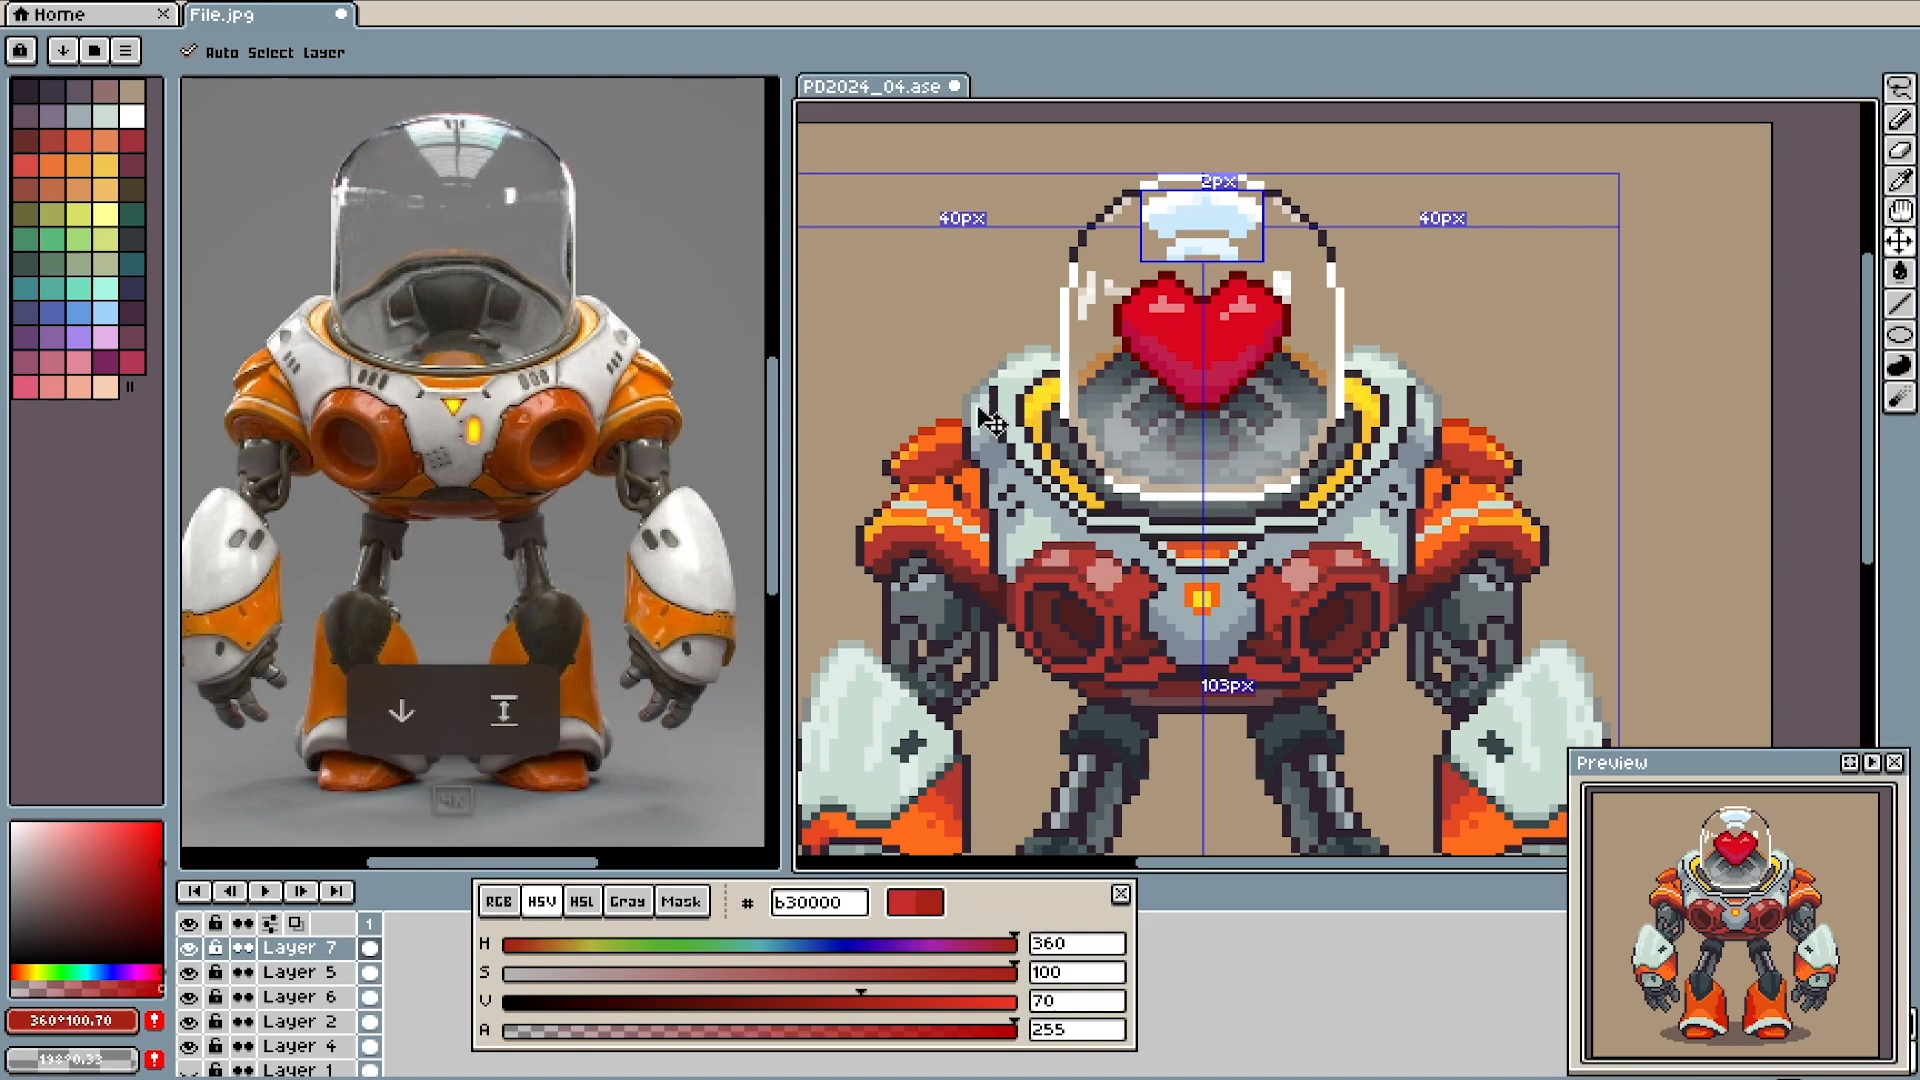 Home
File.jpg
Auto Select Layer
PD2024_04.ase
2px
40px
40px
103px
4X
Preview
RGB
HSV
HSL
Gray
Mask
#
b30000
1
H
360
Layer 7
S
100
Layer 5
V
70
Layer 6
360°100.70
!
Layer 2
A
255
Layer 4
!
Layer 1